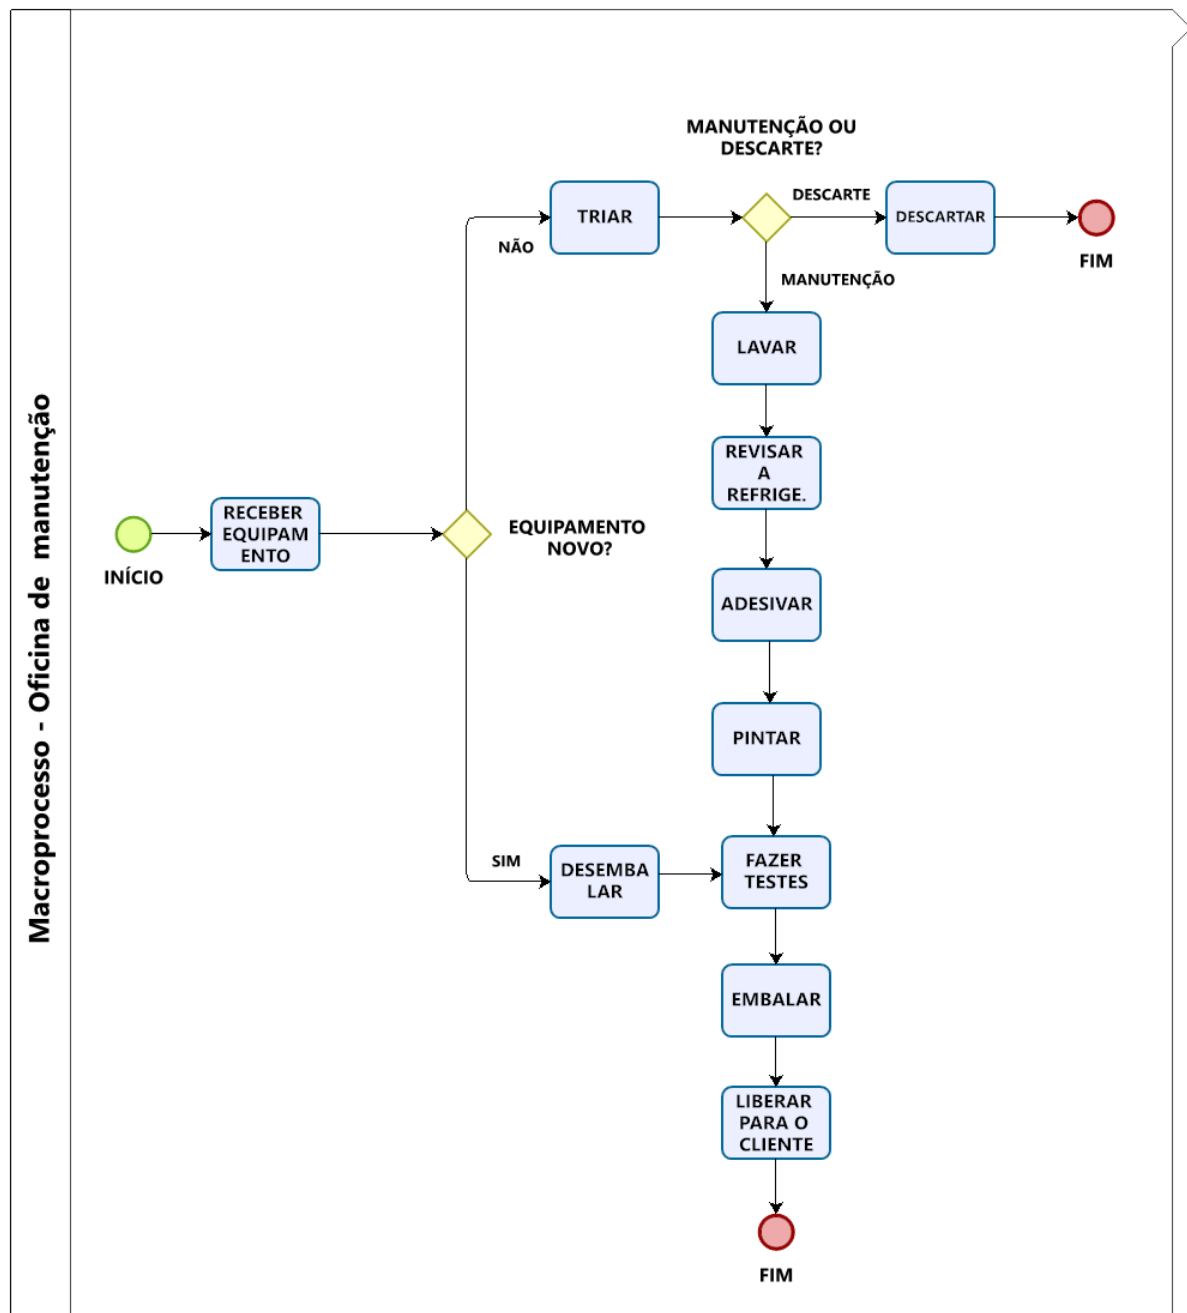 Macroprocesso - Oficina de  manutenção
MANUTENÇÃO OU
DESCARTE?
TRIAR
DESCARTE
DESCARTAR
NÃO
FIM
MANUTENÇÃO
LAVAR
REVISAR
A
REFRIGE.
INÍCIO
RECEBER
EQUIPAM
ENTO
EQUIPAMENTO
NOVO?
ADESIVAR
PINTAR
SIM
DESEMBA
LAR
FAZER
TESTES
EMBALAR
LIBERAR
PARA O
CLIENTE
FIM